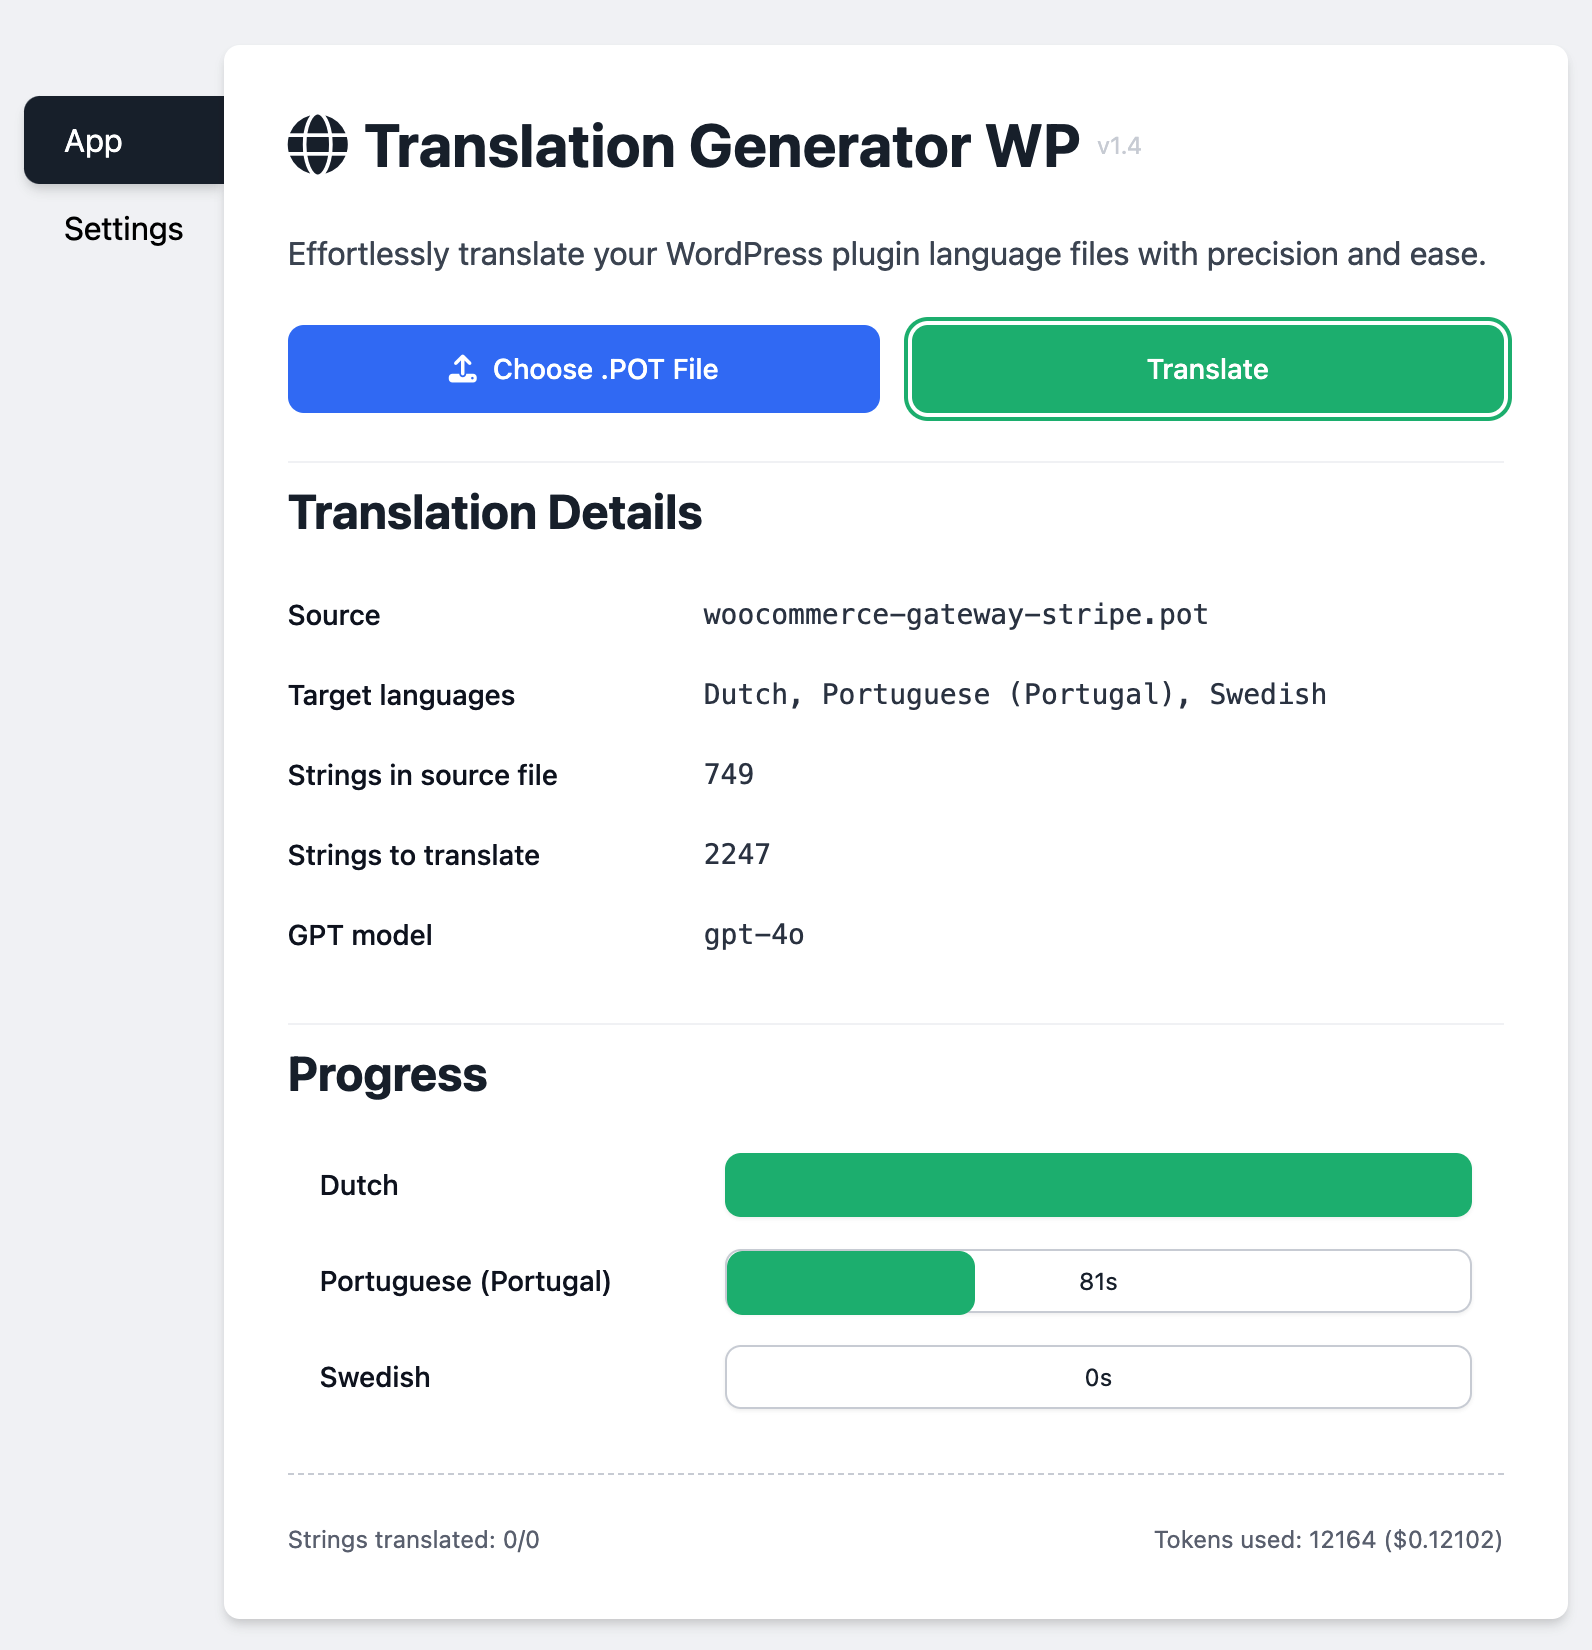 App
Settings
Translation Generator WP v1.4
Effortlessly translate your WordPress plugin language files with precision and ease.
Choose .POT File
Translate
Translation Details
Source woocommerce-gateway-stripe.pot
Target languages Dutch, Portuguese (Portugal), Swedish
Strings in source file 749
Strings to translate 2247
GPT model gpt-4o
Progress
Dutch
Portuguese (Portugal) 81s
Swedish 0s
Strings translated: 0/0 Tokens used: 12164 ($0.12102)